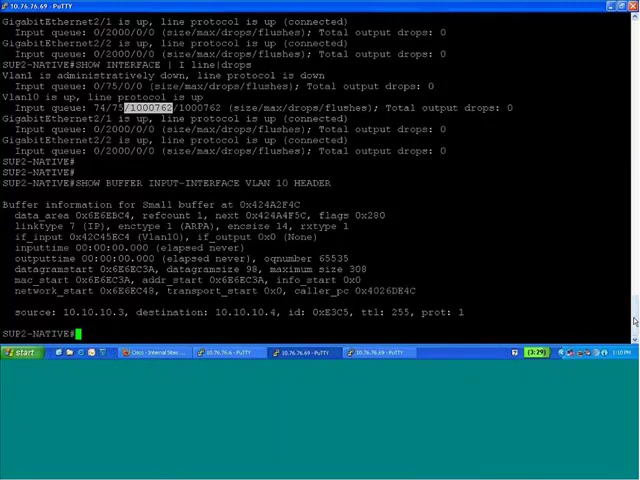 10.76.76.69 - PuTTY
GigabitEthernet2/1 is up, line protocol is up (connected)
Input queue: 0/2000/0/0 (size/max/drops/flushes); Total output drops: 0
GigabitEthernet2/2 is up, line protocol is up (connected)
Input queue: 0/2000/0/0 (size/max/drops/flushes); Total output drops: 0
SUP2-NATIVE#SHOW INTERFACE | I line|drops
Vlan1 is administratively down, line protocol is down
Input queue: 0/75/0/0 (size/max/drops/flushes); Total output drops: 0
Vlan10 is up, line protocol is up
Input queue: 74/75/1000762/1000762 (size/max/drops/flushes); Total output drops: 0
GigabitEthernet2/1 is up, line protocol is up (connected)
Input queue: 0/2000/0/0 (size/max/drops/flushes); Total output drops: 0
GigabitEthernet2/2 is up, line protocol is up (connected)
Input queue: 0/2000/0/0 (size/max/drops/flushes); Total output drops: 0
SUP2-NATIVE#
SUP2-NATIVE#
SUP2-NATIVE#SHOW BUFFER INPUT-INTERFACE VLAN 10 HEADER
Buffer information for Small buffer at 0x424A2F4C
data_area 0x6E6EBC4, refcount 1, next 0x424A4F5C, flags 0x280
linktype 7 (IP), enctype 1 (ARPA), encsize 14, rxtype 1
if_input 0x42C45EC4 (Vlan10), if_output 0x0 (None)
inputtime 00:00:00.000 (elapsed never)
outputtime 00:00:00.000 (elapsed never), oqnumber 65535
datagramstart 0x6E6EC3A, datagramsize 98, maximum size 308
mac_start 0x6E6EC3A, addr_start 0x6E6EC3A, info_start 0x0
network_start 0x6E6EC48, transport_start 0x0, caller_pc 0x4026DE4C
source: 10.10.10.3, destination: 10.10.10.4, id: 0xE3C5, ttl: 255, prot: 1
SUP2-NATIVE#
start
Cisco - Internal Sites...
10.76.76.6 - PuTTY
10.76.76.69 - PuTTY
10.76.76.69 - PuTTY
(3:29)
1:10 PM